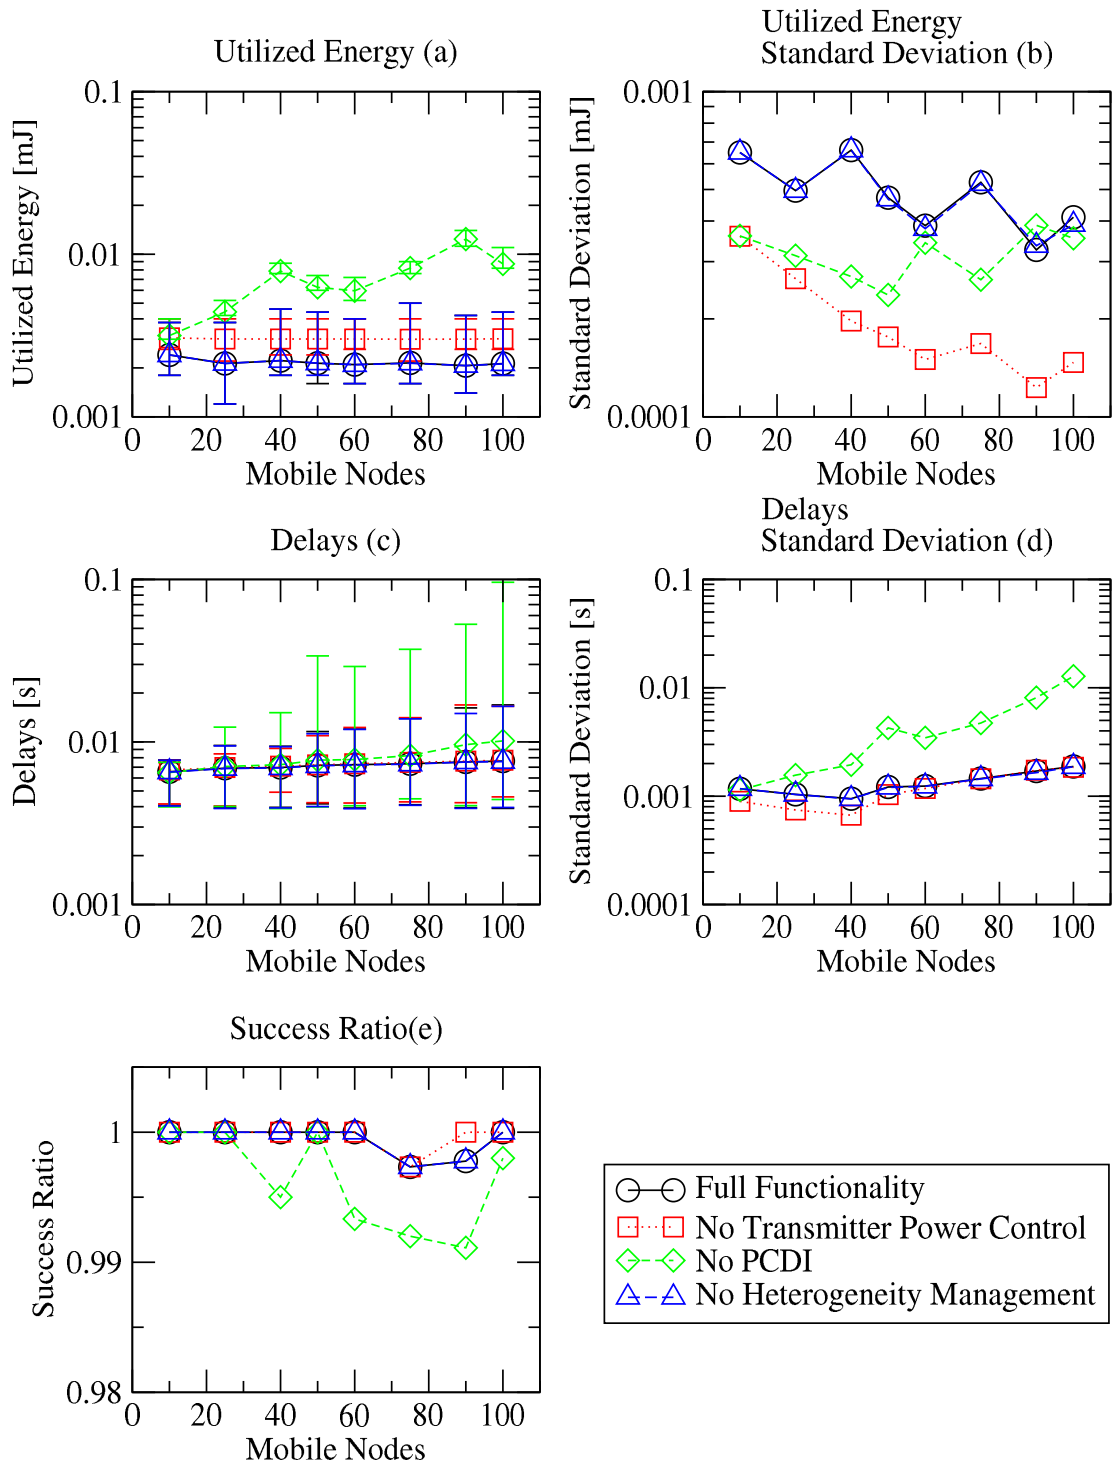 Utilized Energy (a)
0.1
0.01
0.001
Utilized Energy [mJ]
0 20 40 60 80 100
Mobile Nodes
Utilized Energy
Standard Deviation (b)
0.001
0.0001
Standard Deviation [mJ]
0 20 40 60 80 100
Mobile Nodes
Delays (c)
0.1
0.01
0.001
Delays [s]
0 20 40 60 80 100
Mobile Nodes
Delays
Standard Deviation (d)
0.1
0.01
0.001
0.0001
Standard Deviation [s]
0 20 40 60 80 100
Mobile Nodes
Success Ratio(e)
1
0.99
0.98
Success Ratio
0 20 40 60 80 100
Mobile Nodes
Full Functionality
No Transmitter Power Control
No PCDI
No Heterogeneity Management